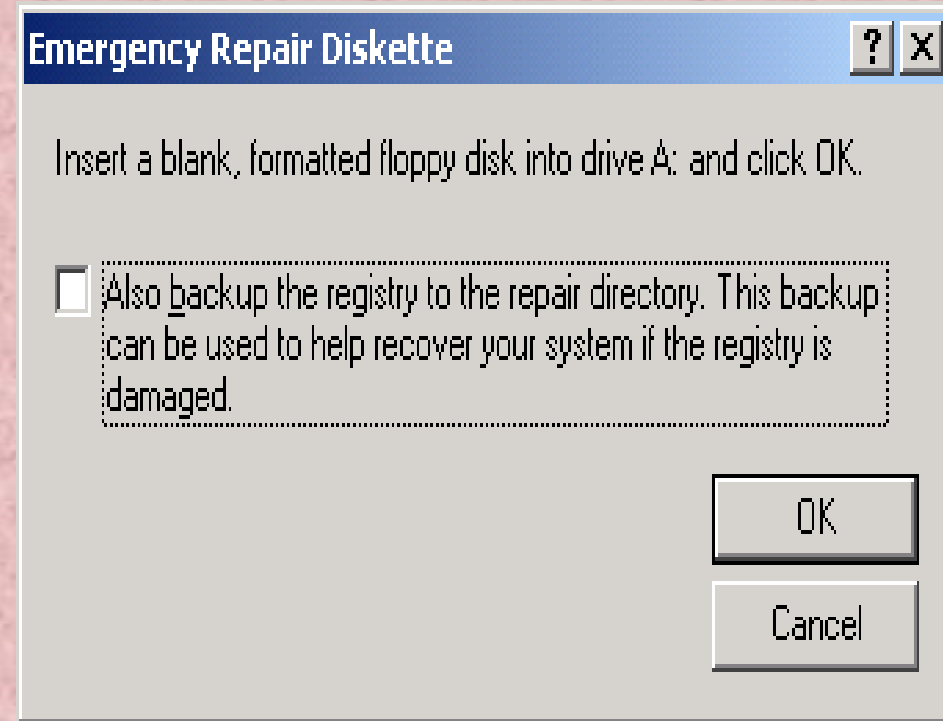 Emergency Repair Diskette
? X
Insert a blank, formatted floppy disk into drive A: and click OK.
Also backup the registry to the repair directory. This backup
can be used to help recover your system if the registry is
damaged.
OK
Cancel